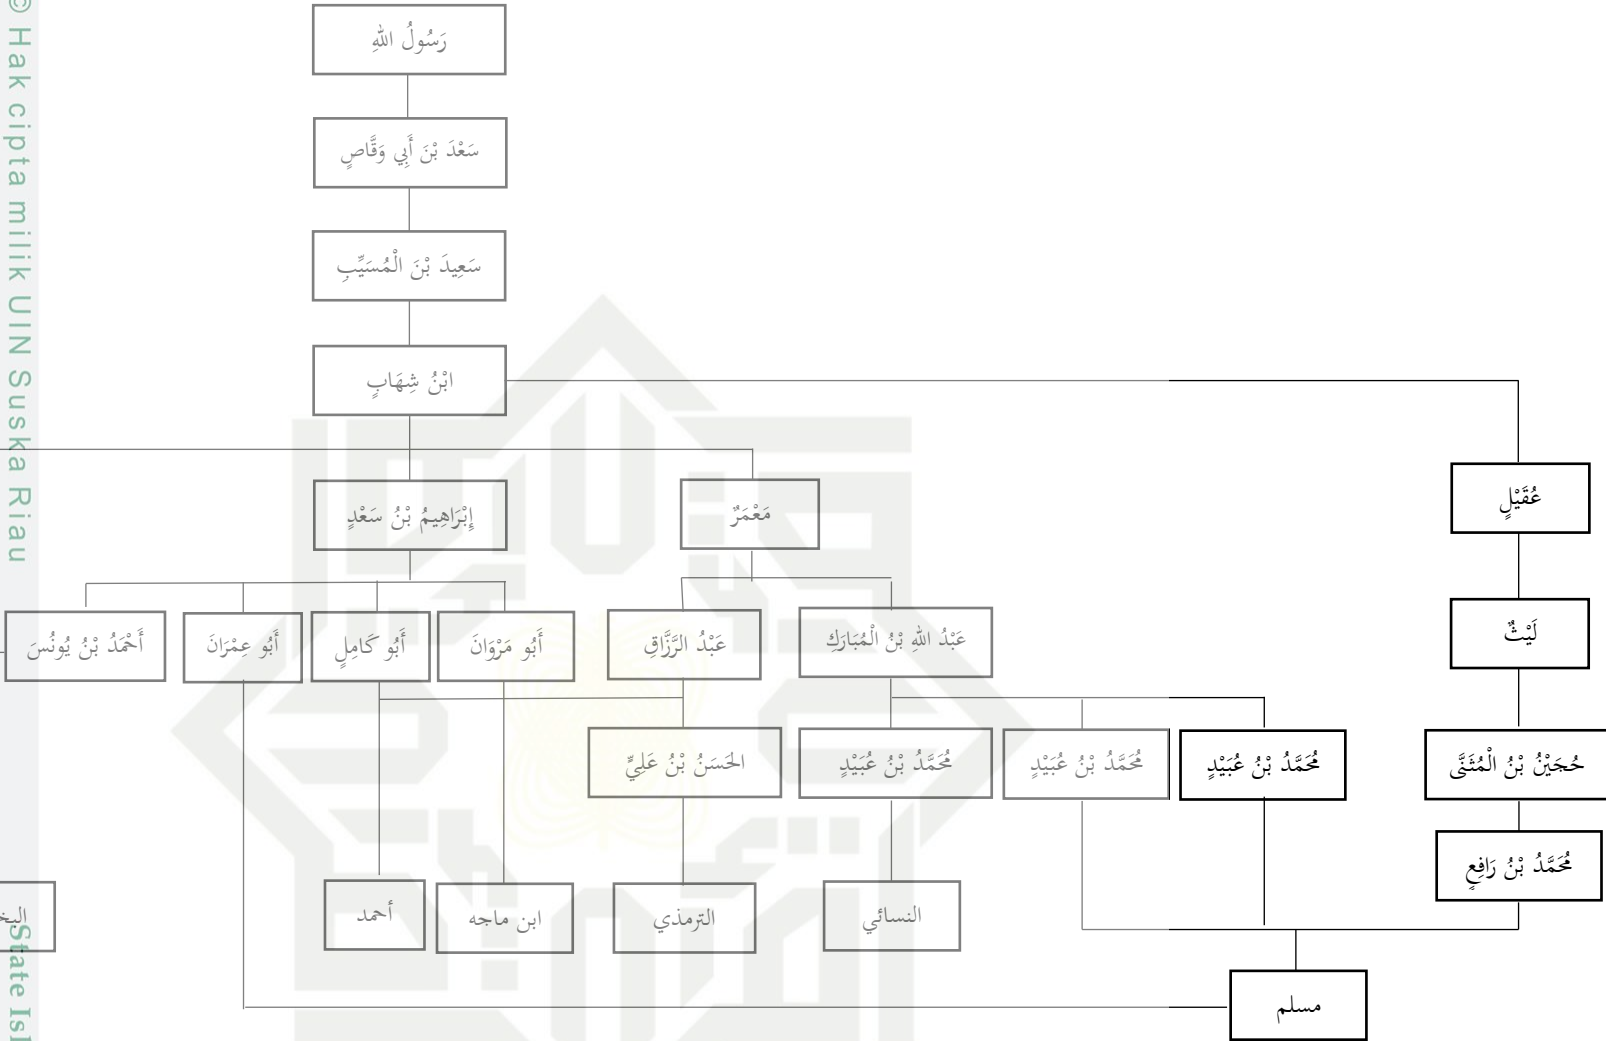 رَسُولُ اللهِ
سَعْدَ بْنَ أَبِي وَقَّاصٍ
سَعِيدَ بْنَ الْمُسَيِّبِ
ابْنُ شِهَابٍ
عُقَيْلٍ
مَعْمَرٌ
إِبْرَاهِيمُ بْنُ سَعْدٍ
لَيْثٌ
عَبْدُ اللهِ بْنُ الْمُبَارَكِ
عَبْدُ الرَّزَّاقِ
أَبُو مَرْوَانَ
أَبُو كَامِلٍ
أَبُو عِمْرَانَ
أَحْمَدُ بْنُ يُونُسَ
حُجَيْنُ بْنُ الْمُثَنَّى
مُحَمَّدُ بْنُ عُبَيْدٍ
مُحَمَّدُ بْنُ عُبَيْدٍ
مُحَمَّدُ بْنُ عُبَيْدٍ
الحَسَنُ بْنُ عَلِيٍّ
مُحَمَّدُ بْنُ رَافِعٍ
النسائي
الترمذي
ابن ماجه
أحمد
مسلم
© Hak cipta milik UIN Suska Riau
State